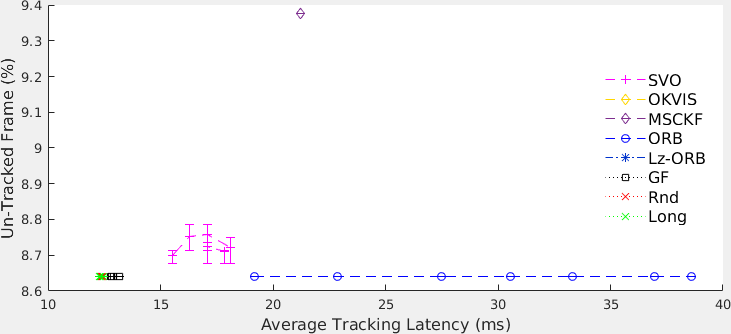 9.4
9.3
9.2
9.1
9
8.9
8.8
8.7
8.6
Un-Tracked Frame (%)
10 15 20 25 30 35 40
Average Tracking Latency (ms)
SVO
OKVIS
MSCKF
ORB
Lz-ORB
GF
Rnd
Long